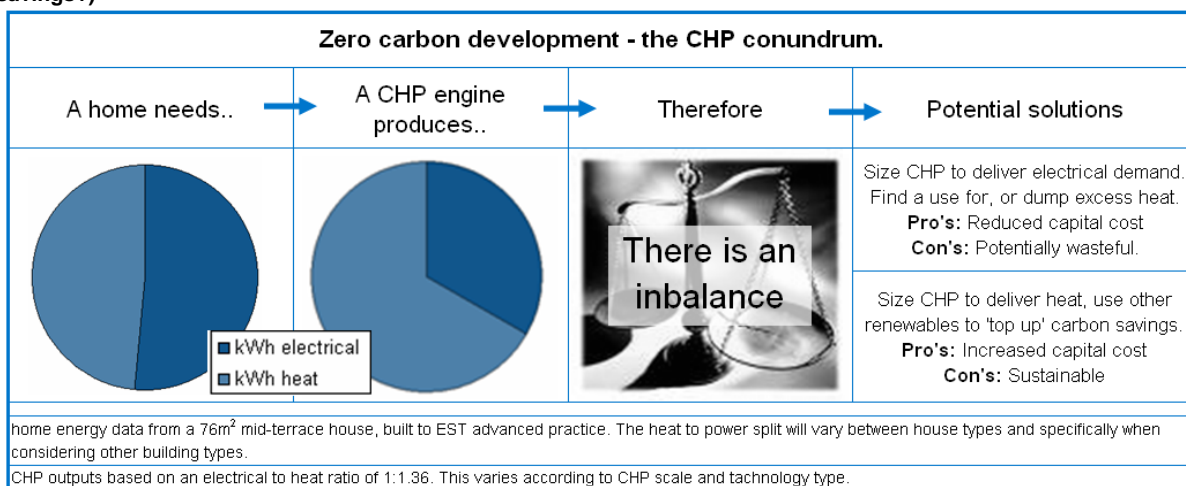 savings?)
Zero carbon development - the CHP conundrum.
A home needs..
A CHP engine
produces..
Therefore
Potential solutions
kWh electrical
kWh heat
There is an
inbalance
Size CHP to deliver electrical demand.
Find a use for, or dump excess heat.
Pro's: Reduced capital cost
Con's: Potentially wasteful.
Size CHP to deliver heat, use other
renewables to 'top up' carbon savings.
Pro's: Increased capital cost
Con's: Sustainable
home energy data from a 76m² mid-terrace house, built to EST advanced practice. The heat to power split will vary between house types and specifically when
considering other building types.
CHP outputs based on an electrical to heat ratio of 1:1.36. This varies according to CHP scale and tachnology type.